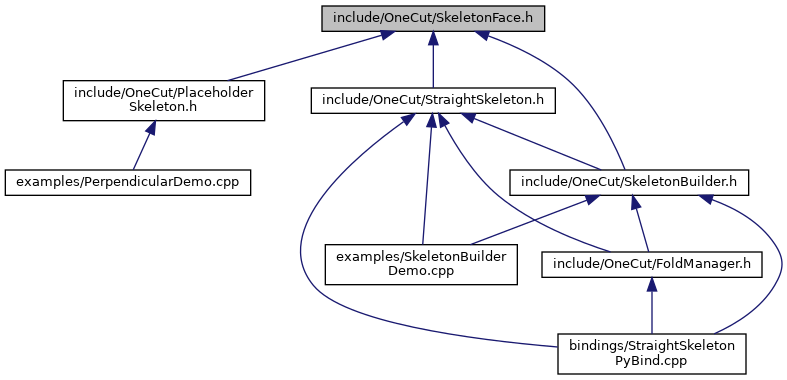 include/OneCut/SkeletonFace.h
include/OneCut/Placeholder
Skeleton.h
include/OneCut/StraightSkeleton.h
examples/PerpendicularDemo.cpp
include/OneCut/SkeletonBuilder.h
examples/SkeletonBuilder
Demo.cpp
include/OneCut/FoldManager.h
bindings/StraightSkeleton
PyBind.cpp